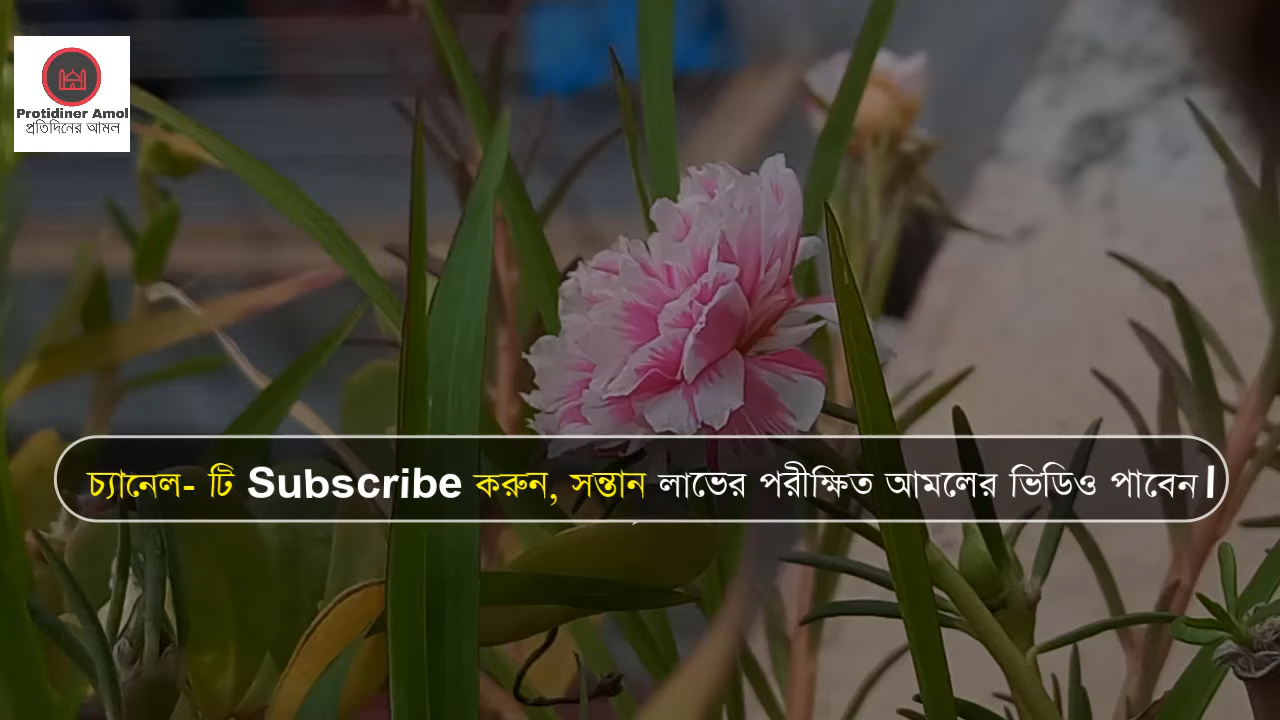 Protidiner Amol
প্রতিদিনের আমল
চ্যানেল- টি Subscribe করুন, সন্তান লাভের পরীক্ষিত আমলের ভিডিও পাবেন।